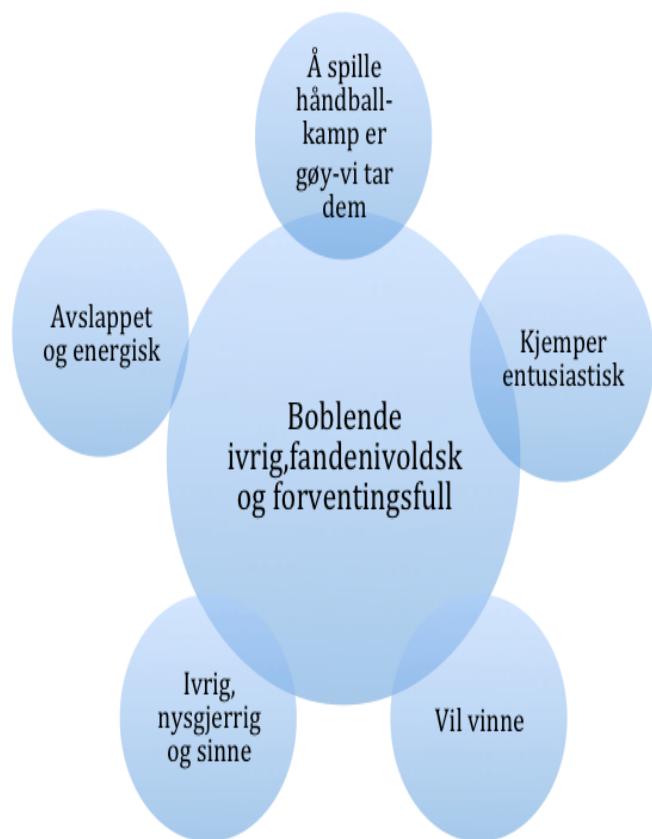 Å spille
håndball-
kamp er
gøy-vi tar
dem
Avslappet
og energisk
Kjemper
entusiastisk
Boblende
ivrig,fandenivoldsk
og forventingsfull
Ivrig,
nysgjerrig
og sinne
Vil vinne